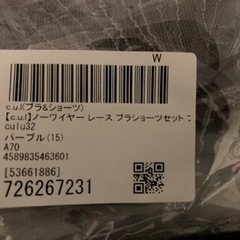 W
c.u.l(ブラ&ショーツ)
【c.u.l】ノーワイヤー レース ブラショーツセット
culu32
パープル(15)
A70
4589835463601
[53661886]
726267231